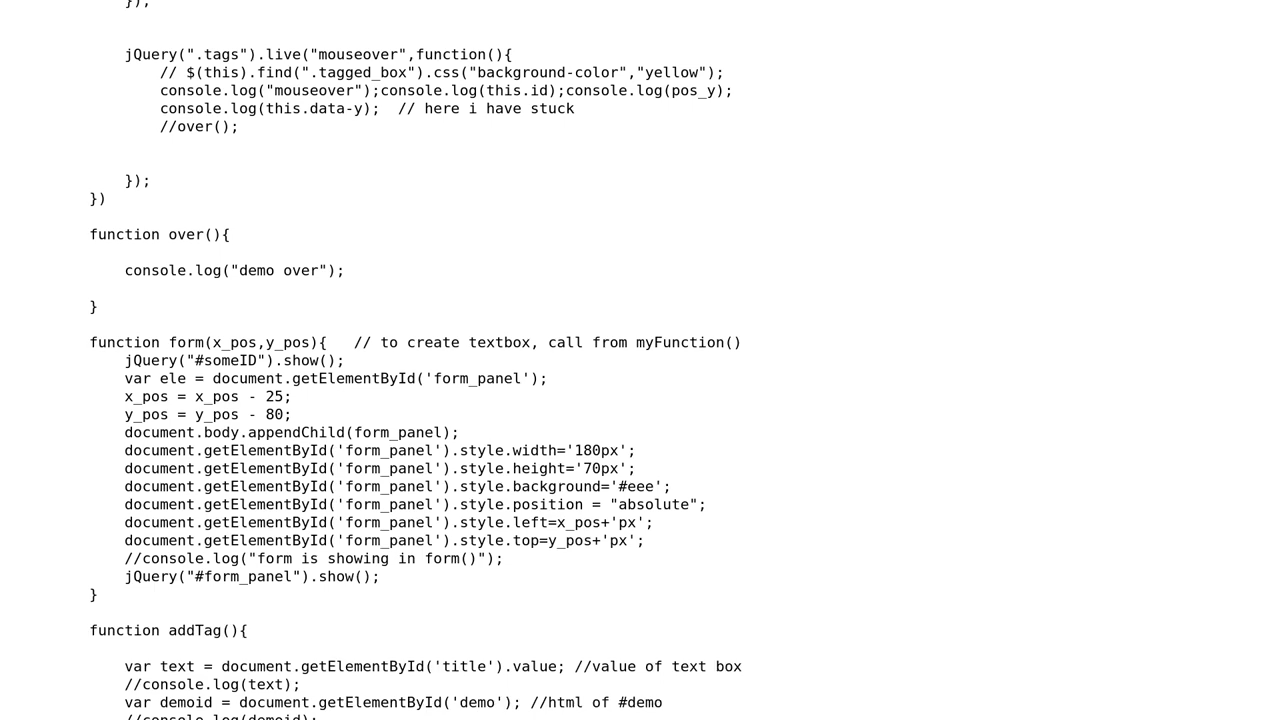 });
jQuery(".tags").live("mouseover",function(){
// $(this).find(".tagged_box").css("background-color","yellow");
console.log("mouseover");console.log(this.id);console.log(pos_y);
console.log(this.data-y);  // here i have stuck
//over();
});
})
function over(){
console.log("demo over");
}
function form(x_pos,y_pos){   // to create textbox, call from myFunction()
jQuery("#someID").show();
var ele = document.getElementById('form_panel');
x_pos = x_pos - 25;
y_pos = y_pos - 80;
document.body.appendChild(form_panel);
document.getElementById('form_panel').style.width='180px';
document.getElementById('form_panel').style.height='70px';
document.getElementById('form_panel').style.background='#eee';
document.getElementById('form_panel').style.position = "absolute";
document.getElementById('form_panel').style.left=x_pos+'px';
document.getElementById('form_panel').style.top=y_pos+'px';
//console.log("form is showing in form()");
jQuery("#form_panel").show();
}
function addTag(){
var text = document.getElementById('title').value; //value of text box
//console.log(text);
var demoid = document.getElementById('demo'); //html of #demo
//console.log(demoid);